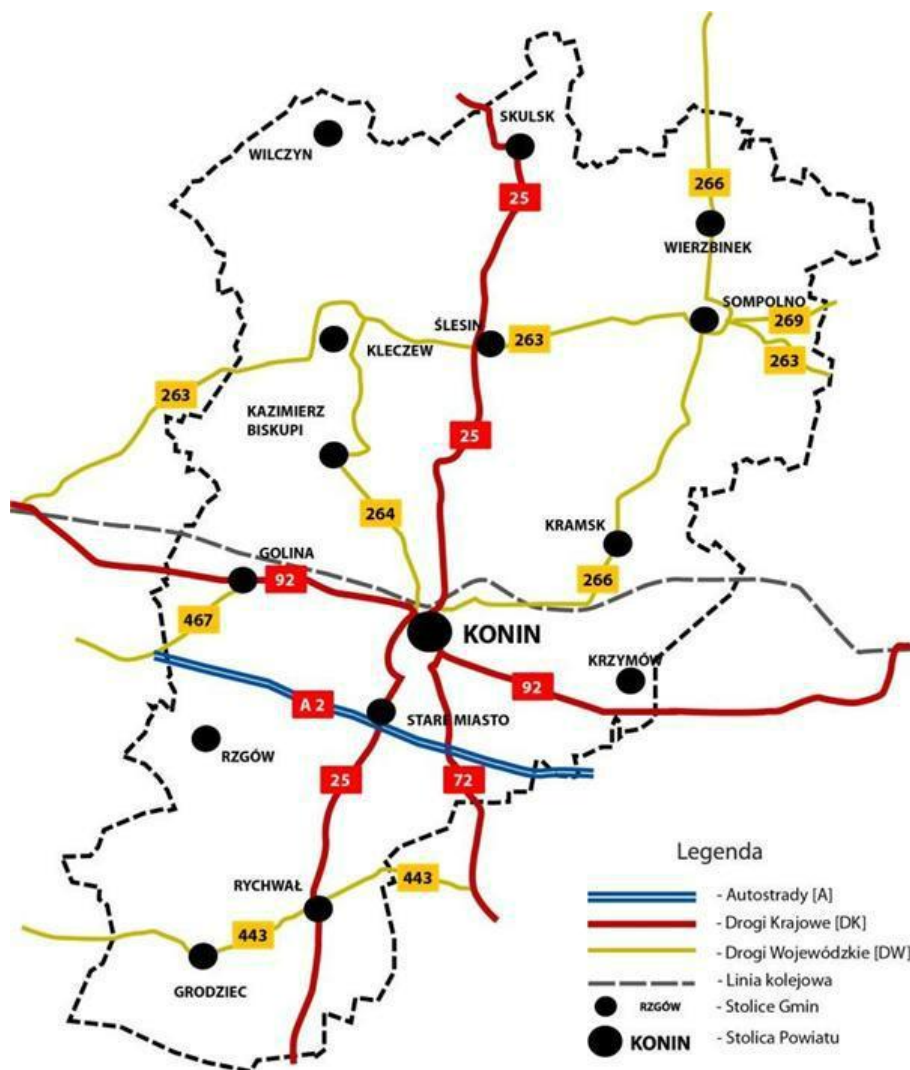 SKULSK
WILCZYN
266
25
WIERZBINEK
SOMPOLNO
269
ŚLESIN
263
KLECZEW
263
263
KAZIMIERZ
BISKUPI
25
264
KRAMSK
GOLINA
92
266
467
KONIN
KRZYMÓW
92
A 2
STARE MIASTO
RZGÓW
25
72
RYCHWAŁ
443
443
GRODZIEC
Legenda
- Autostrady [A]
- Drogi Krajowe [DK]
- Drogi Wojewódzkie [DW]
- Linia kolejowa
RZGÓW - Stolice Gmin
KONIN - Stolica Powiatu